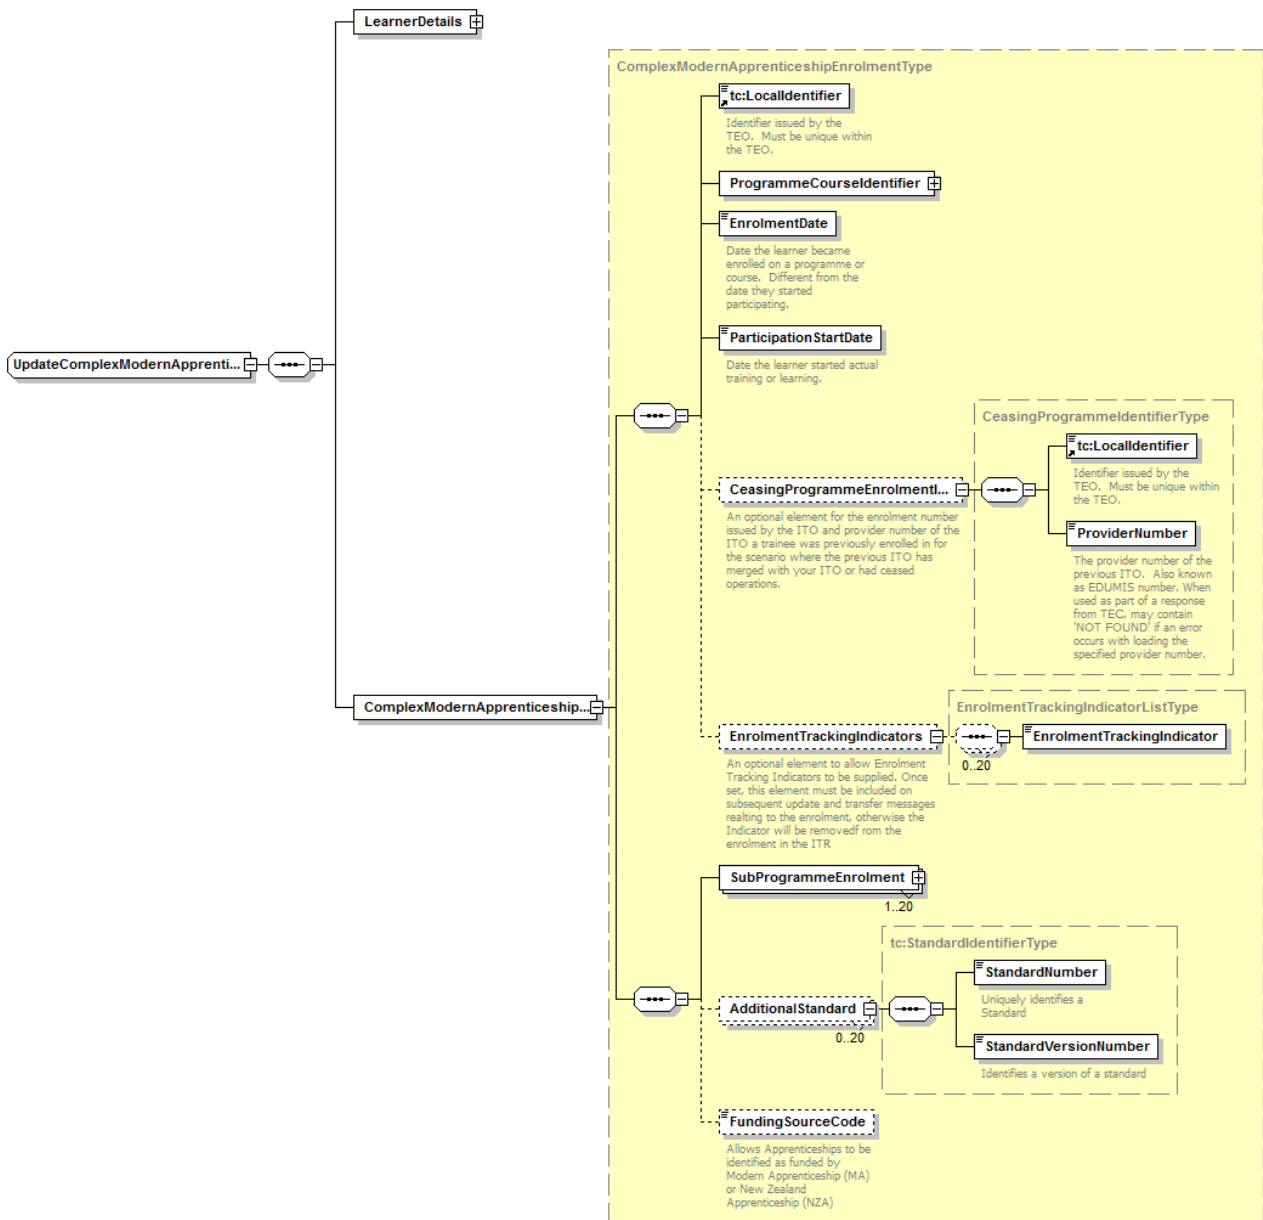 LearnerDetails
ComplexModernApprenticeshipEnrolmentType
tc:LocalIdentifier
Identifier issued by the
TEO.  Must be unique within
the TEO.
ProgrammeCourseIdentifier
EnrolmentDate
Date the learner became
enrolled on a programme or
course.  Different from the
date they started
participating.
ParticipationStartDate
Date the learner started actual
training or learning.
UpdateComplexModernApprenti...
CeasingProgrammeIdentifierType
tc:LocalIdentifier
Identifier issued by the
TEO.  Must be unique within
the TEO.
CeasingProgrammeEnrolmentI...
An optional element for the enrolment number
issued by the ITO and provider number of the
ITO a trainee was previously enrolled in for
the scenario where the previous ITO has
merged with your ITO or had ceased
operations.
ProviderNumber
The provider number of the
previous ITO.  Also known
as EDUMIS number. When
used as part of a response
from TEC, may contain
'NOT FOUND' if an error
occurs with loading the
specified provider number.
ComplexModernApprenticeship...
EnrolmentTrackingIndicatorListType
EnrolmentTrackingIndicators
EnrolmentTrackingIndicator
0..20
An optional element to allow Enrolment
Tracking Indicators to be supplied. Once
set, this element must be included on
subsequent update and transfer messages
realting to the enrolment, otherwise the
Indicator will be removedf rom the
enrolment in the ITR
SubProgrammeEnrolment
1..20
tc:StandardIdentifierType
StandardNumber
Uniquely identifies a
Standard
AdditionalStandard
0..20
StandardVersionNumber
Identifies a version of a standard
FundingSourceCode
Allows Apprenticeships to be
identified as funded by
Modern Apprenticeship (MA)
or New Zealand
Apprenticeship (NZA)